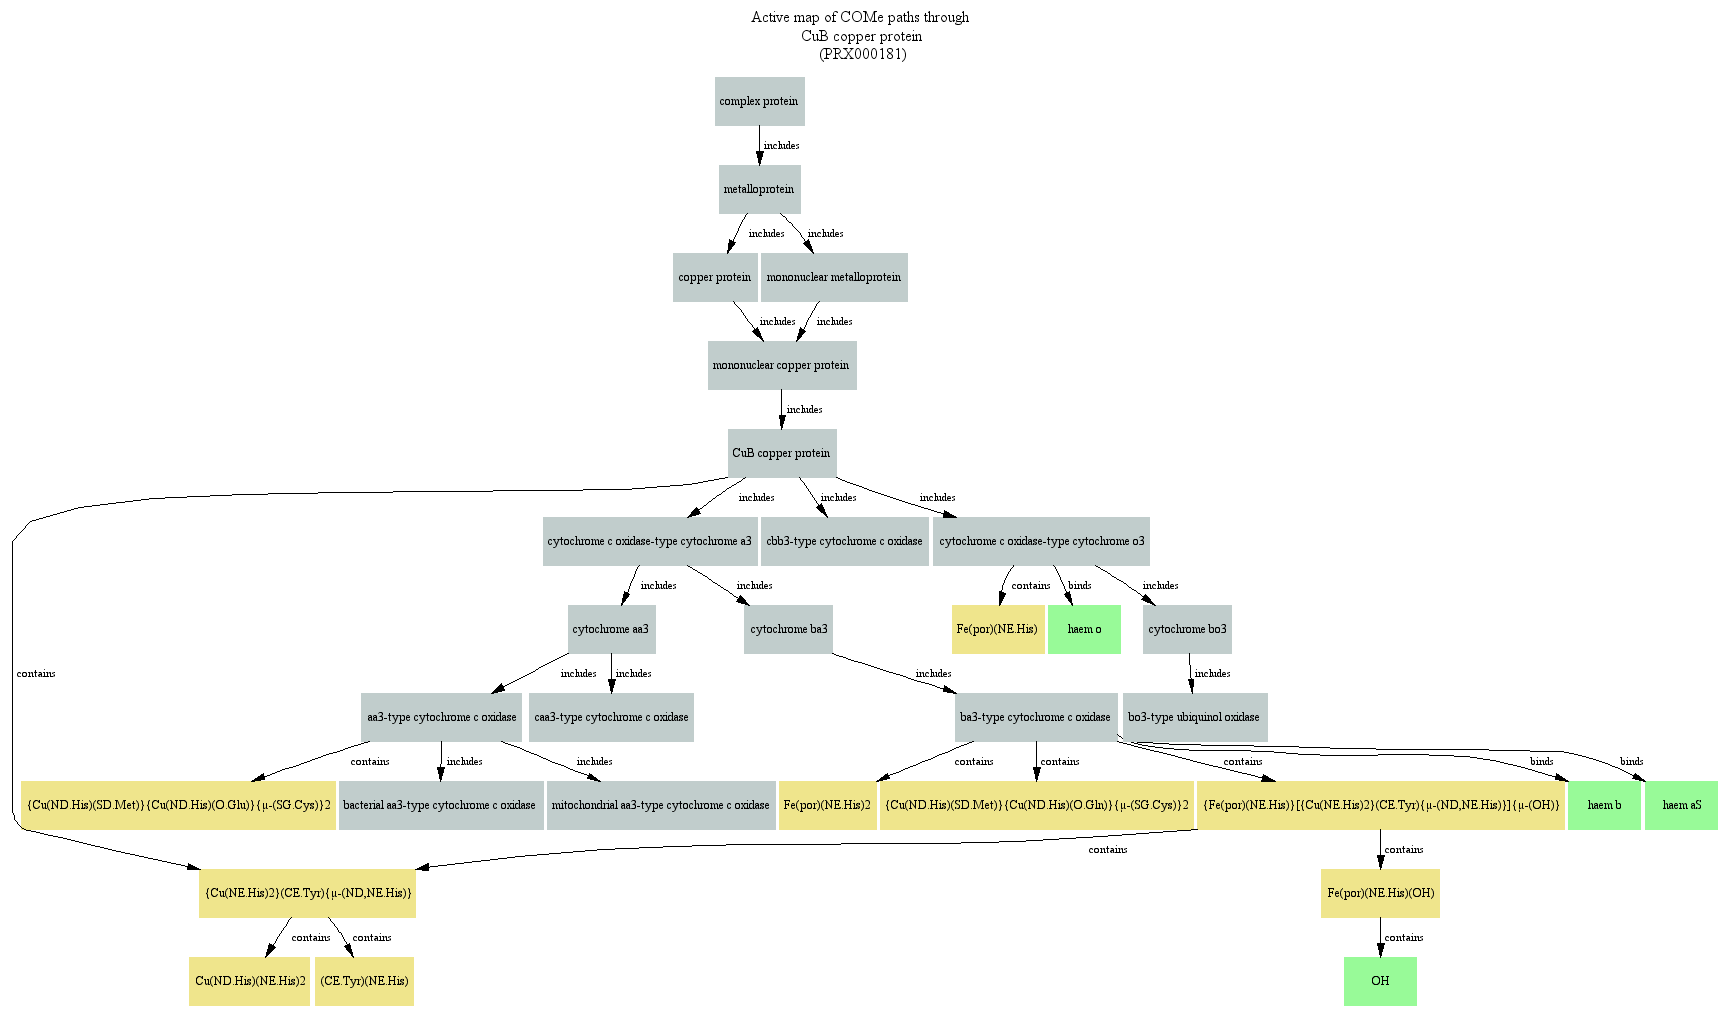 Active map of COMe paths through
CuB copper protein
(PRX000181)
complex protein
includes
metalloprotein
includes
includes
copper protein
mononuclear metalloprotein
includes
includes
mononuclear copper protein
includes
CuB copper protein
includes
includes
includes
cytochrome c oxidase-type cytochrome a3
cbb3-type cytochrome c oxidase
cytochrome c oxidase-type cytochrome o3
includes
includes
contains
binds
includes
cytochrome aa3
cytochrome ba3
Fe(por)(NE.His)
haem o
cytochrome bo3
contains
includes
includes
includes
includes
aa3-type cytochrome c oxidase
caa3-type cytochrome c oxidase
ba3-type cytochrome c oxidase
bo3-type ubiquinol oxidase
contains
includes
includes
contains
contains
contains
binds
binds
{Cu(ND.His)(SD.Met)}{Cu(ND.His)(O.Gln)}{μ-(SG.Cys)}2
bacterial aa3-type cytochrome c oxidase
mitochondrial aa3-type cytochrome c oxidase
Fe(por)(NE.His)2
{Cu(ND.His)(SD.Met)}{Cu(ND.His)(O.Gln)}{μ-(SG.Cys)}2
{Fe(por)(NE.His)}[{Cu(NE.His)2}(CE.Tyr){μ-(ND,NE.His)}]{μ-(OH)}
haem b
haem aS
contains
contains
{Cu(NE.His)2}(CE.Tyr){μ-(ND,NE.His)}
Fe(por)(NE.His)(OH)
contains
contains
contains
Cu(ND.His)(NE.His)2
(CE.Tyr)(NE.His)
OH